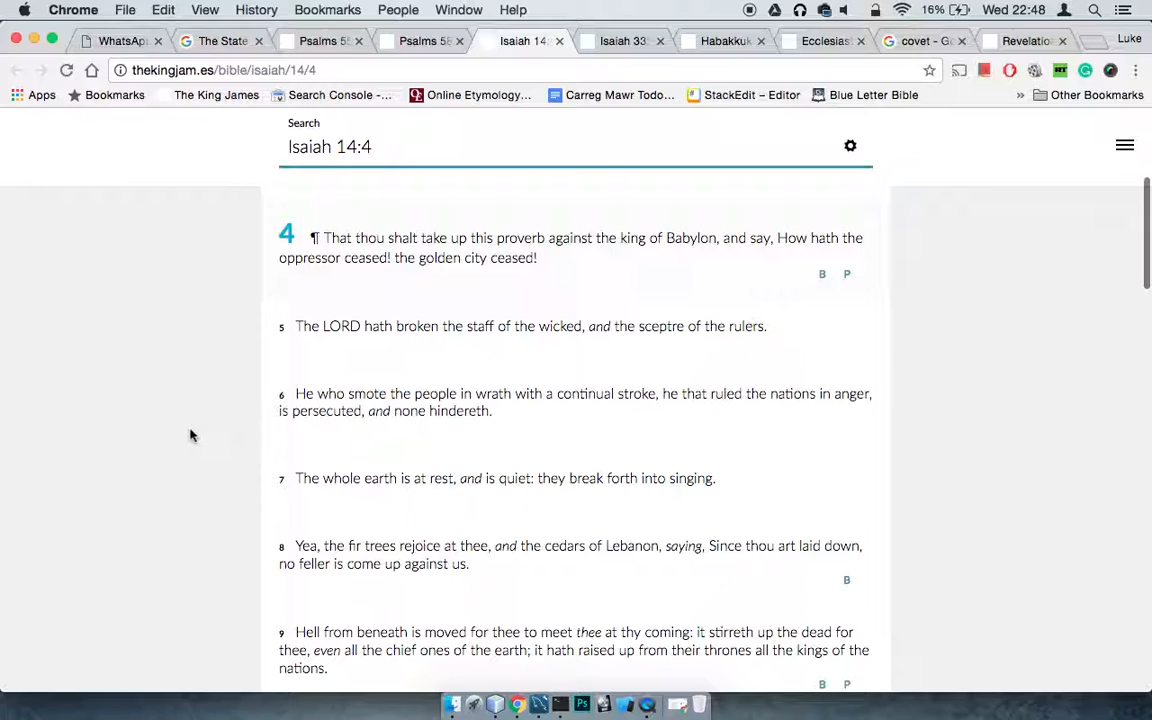 Chrome File Edit View History Bookmarks People Window Help 16% Wed 22:48
WhatsAp The State Psalms 55 Psalms 55 Isaiah 14: Isaiah 33: Habakkuk Ecclesias covet - G Revelatio Luke
thekingjam.es/bible/isaiah/14/4
Apps Bookmarks The King James Search Console -... Online Etymology... Carreg Mawr Todo... StackEdit – Editor Blue Letter Bible » Other Bookmarks
Search
Isaiah 14:4
4 ¶ That thou shalt take up this proverb against the king of Babylon, and say, How hath the
oppressor ceased! the golden city ceased!
B P
5 The LORD hath broken the staff of the wicked, and the sceptre of the rulers.
6 He who smote the people in wrath with a continual stroke, he that ruled the nations in anger,
is persecuted, and none hindereth.
7 The whole earth is at rest, and is quiet: they break forth into singing.
8 Yea, the fir trees rejoice at thee, and the cedars of Lebanon, saying, Since thou art laid down,
no feller is come up against us.
B
9 Hell from beneath is moved for thee to meet thee at thy coming: it stirreth up the dead for
thee, even all the chief ones of the earth; it hath raised up from their thrones all the kings of the
nations.
B P